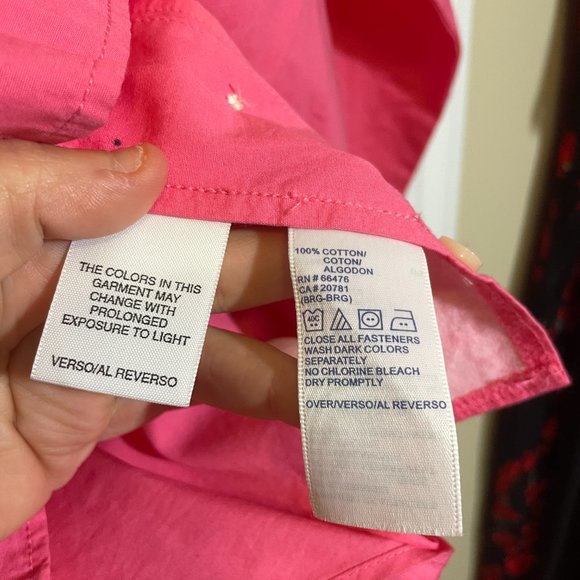 THE COLORS IN THIS
GARMENT MAY
CHANGE WITH
PROLONGED
EXPOSURE TO LIGHT
VERSO/AL REVERSO
100% COTTON/
COTON/
ALGODON
RN # 66476
CA # 20781
(BRG-BRG)
40C
CLOSE ALL FASTENERS
WASH DARK COLORS
SEPARATELY
NO CHLORINE BLEACH
DRY PROMPTLY
OVER/VERSO/AL REVERSO